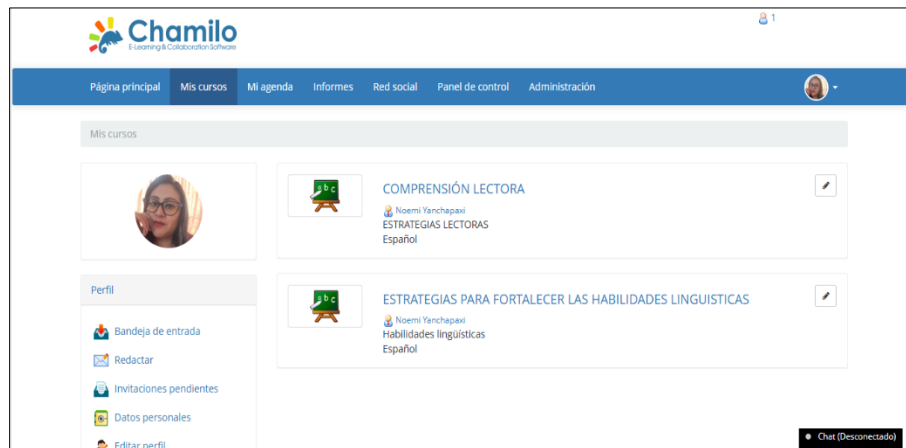 Chamilo
E-Learning & Collaboration Software
1
Página principal Mis cursos Mi agenda Informes Red social Panel de control Administración
Mis cursos
COMPRENSIÓN LECTORA
Noemi Yanchapaxi
ESTRATEGIAS LECTORAS
Español
Perfil
Bandeja de entrada
Redactar
Invitaciones pendientes
Datos personales
Editar perfil
abc
ESTRATEGIAS PARA FORTALECER LAS HABILIDADES LINGUISTICAS
Noemi Yanchapaxi
Habilidades lingüísticas
Español
Chat (Desconectado)